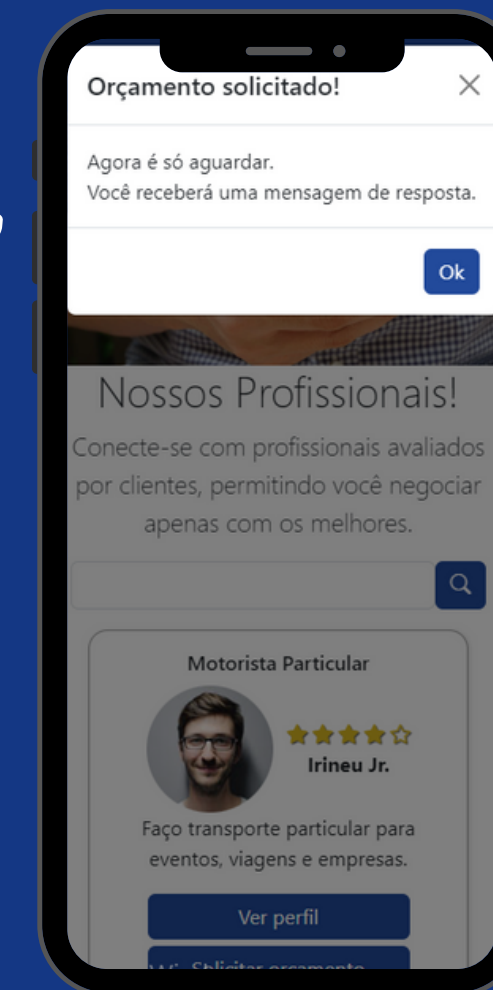 Orçamento solicitado!
Agora é só aguardar.
Você receberá uma mensagem de resposta.
Ok
Nossos Profissionais!
Conecte-se com profissionais avaliados
por clientes, permitindo você negociar
apenas com os melhores.
Motorista Particular
Irineu Jr.
Faço transporte particular para
eventos, viagens e empresas.
Ver perfil
Solicitar orçamento